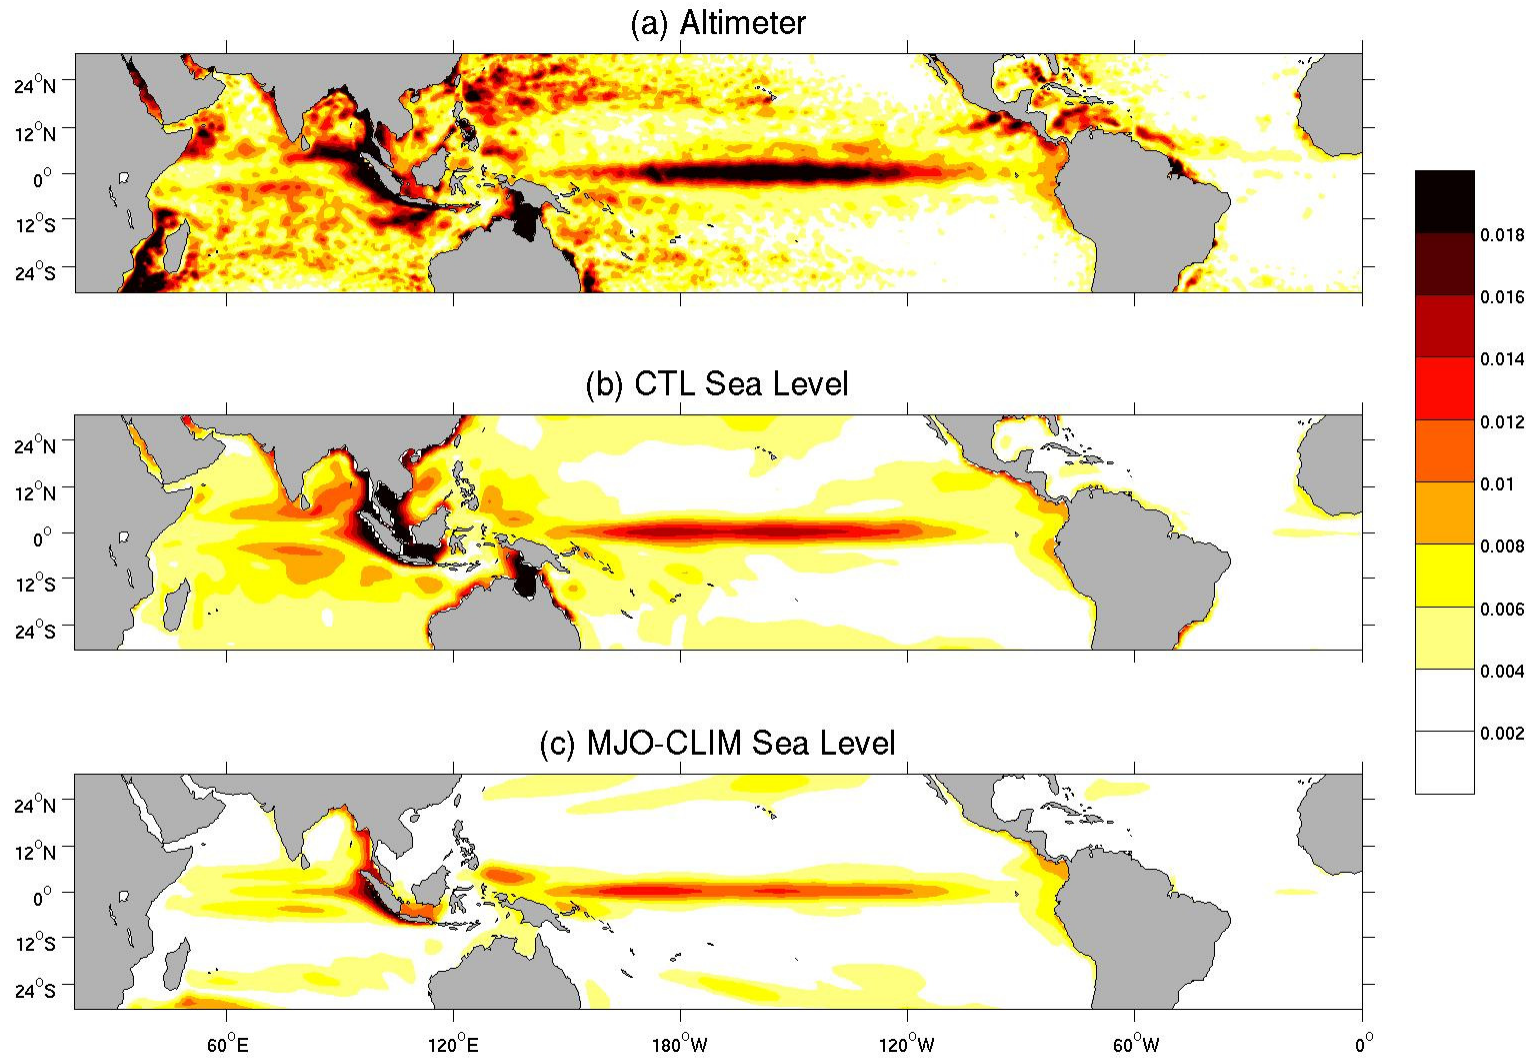 (a) Altimeter
24°N
12°N
0°
12°S
24°S
(b) CTL Sea Level
24°N
12°N
0°
12°S
24°S
(c) MJO-CLIM Sea Level
24°N
12°N
0°
12°S
24°S
60°E 120°E 180°W 120°W 60°W 0°
0.018
0.016
0.014
0.012
0.01
0.008
0.006
0.004
0.002